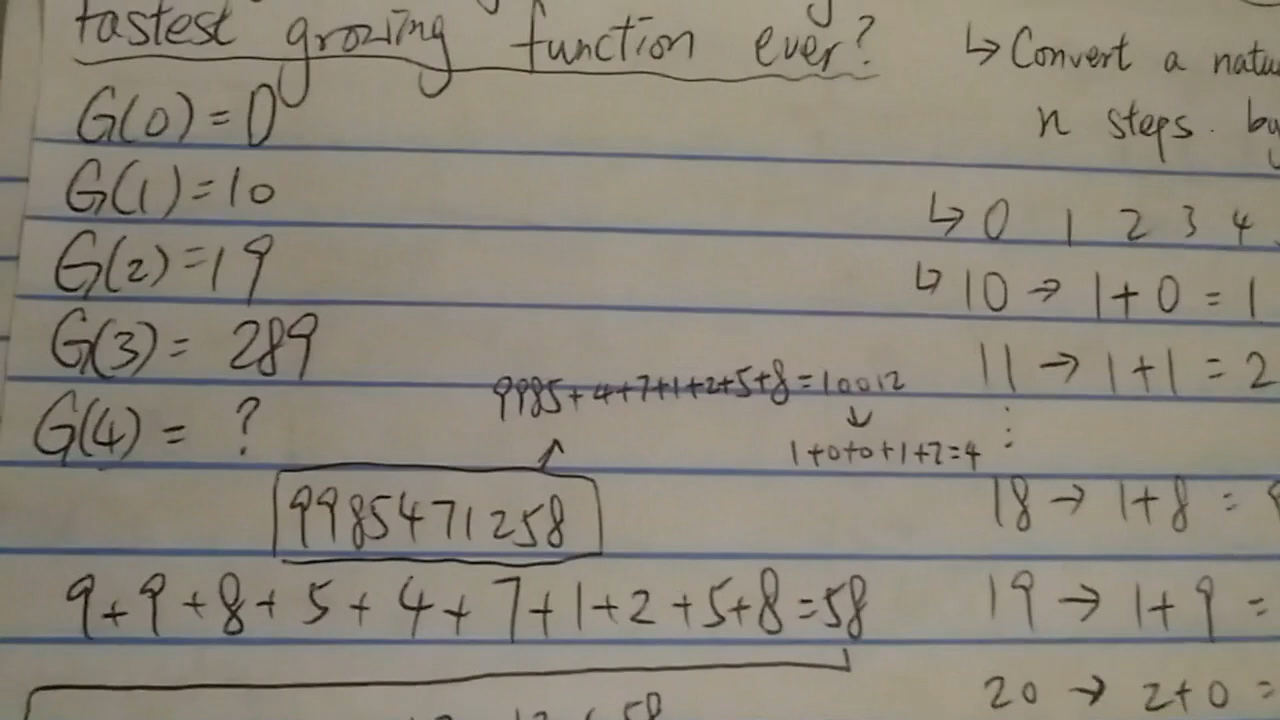 fastest growing function ever?
G(0)=0
G(1)=10
G(2)=19
G(3)= 289
G(4) = ?
9985+4+7+1+2+5+8=10012
↓
1+0+0+1+2=4
9985471258
9+9+8+5+4+7+1+2+5+8=58
↳ Convert a natu
n steps. by
↳ 0 1 2 3 4
↳ 10 → 1+0 = 1
11 → 1+1 = 2
:
18 → 1+8 =
19 → 1+9 =
20 → 2+0 =